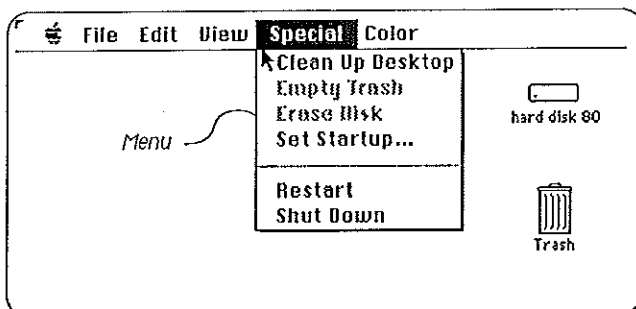 File Edit View Special Color
Clean Up Desktop
Empty Trash
Erase Disk
Set Startup...
Restart
Shut Down
Menu
hard disk 80
Trash